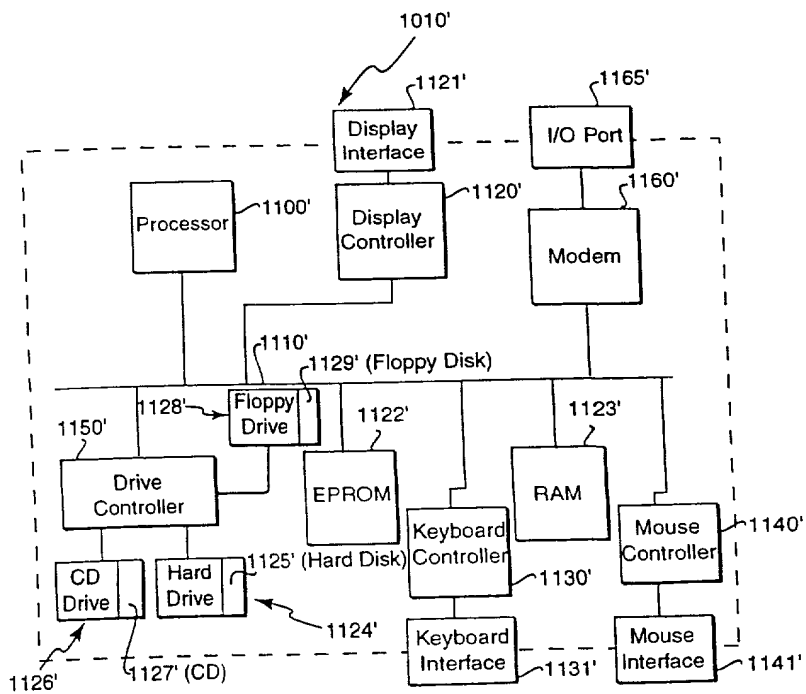 1010'
1121'
1165'
Display
Interface
I/O Port
1100'
1120'
1160'
Processor
Display
Controller
Modem
1110'
1129' (Floppy Disk)
1128'
Floppy
Drive
1150'
1122'
1123'
Drive
Controller
EPROM
RAM
Keyboard
Controller
Mouse
Controller
1140'
CD
Drive
Hard
Drive
1125' (Hard Disk)
1130'
1124'
1126'
1127' (CD)
Keyboard
Interface
1131'
Mouse
Interface
1141'